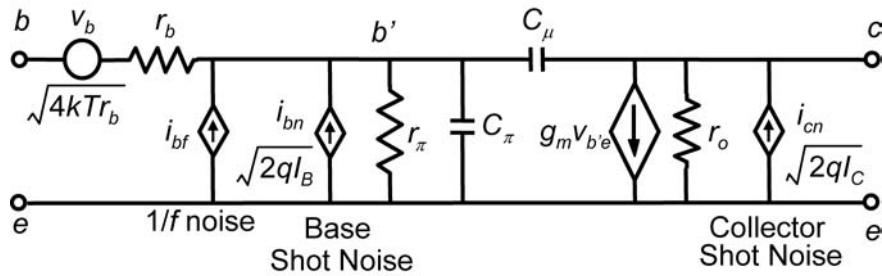 b v_b r_b b' C_μ c
√4kTr_b i_bf i_bn r_π C_π g_m v_b'e r_o i_cn
√2qI_B √2qI_C
e 1/f noise Base Collector e
Shot Noise Shot Noise